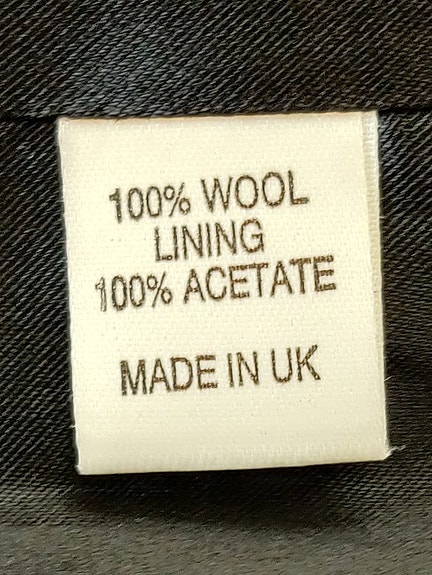 100% WOOL
LINING
100% ACETATE
MADE IN UK